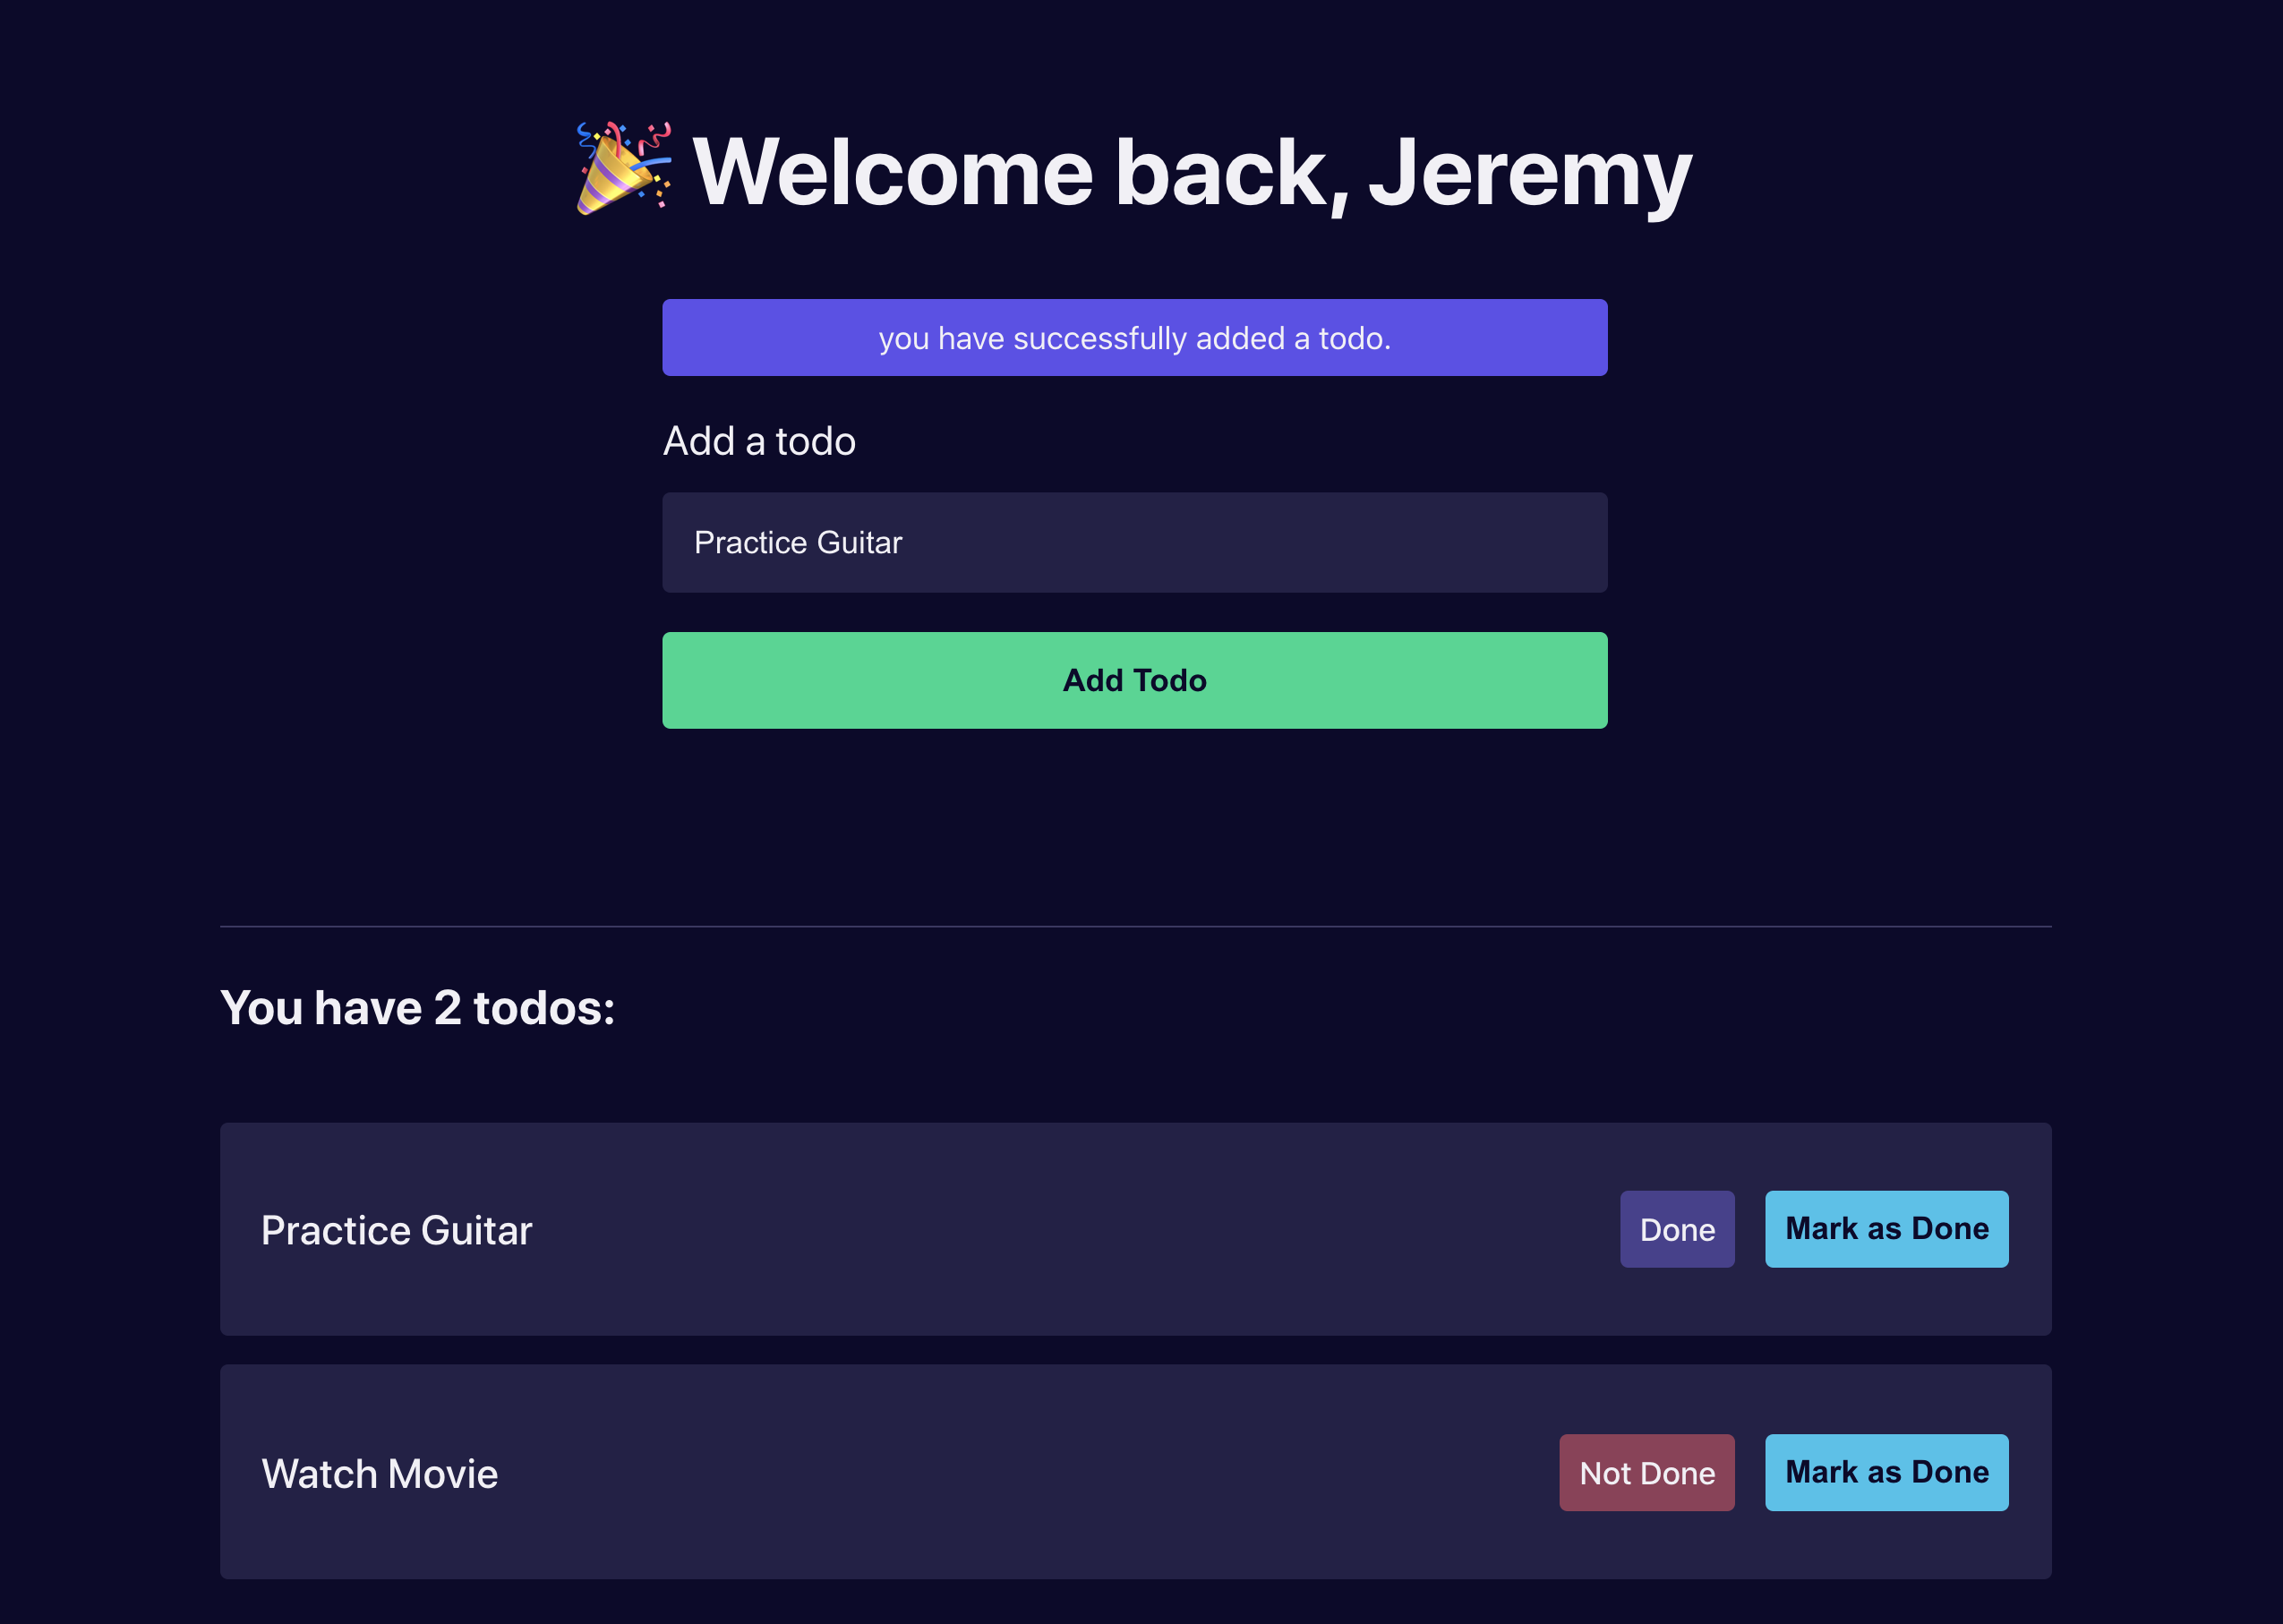 🎉 Welcome back, Jeremy
you have successfully added a todo.
Add a todo
Practice Guitar
Add Todo
You have 2 todos:
Practice Guitar
Done
Mark as Done
Watch Movie
Not Done
Mark as Done